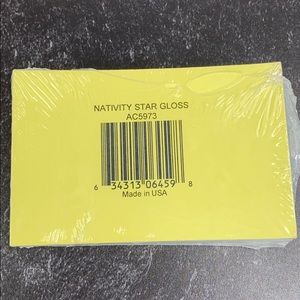 NATIVITY STAR GLOSS
AC5973
6 34313 06459 8
Made in USA